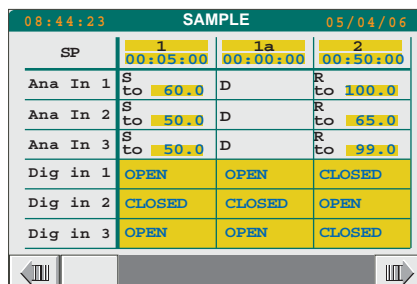 08:44:23 SAMPLE 05/04/06
SP 1 1a 2
00:05:00 00:00:00 00:50:00
Ana In 1 S to 60.0 D R to 100.0
Ana In 2 S to 50.0 D R to 65.0
Ana In 3 S to 50.0 D R to 99.0
Dig in 1 OPEN OPEN CLOSED
Dig in 2 CLOSED CLOSED OPEN
Dig in 3 OPEN OPEN CLOSED